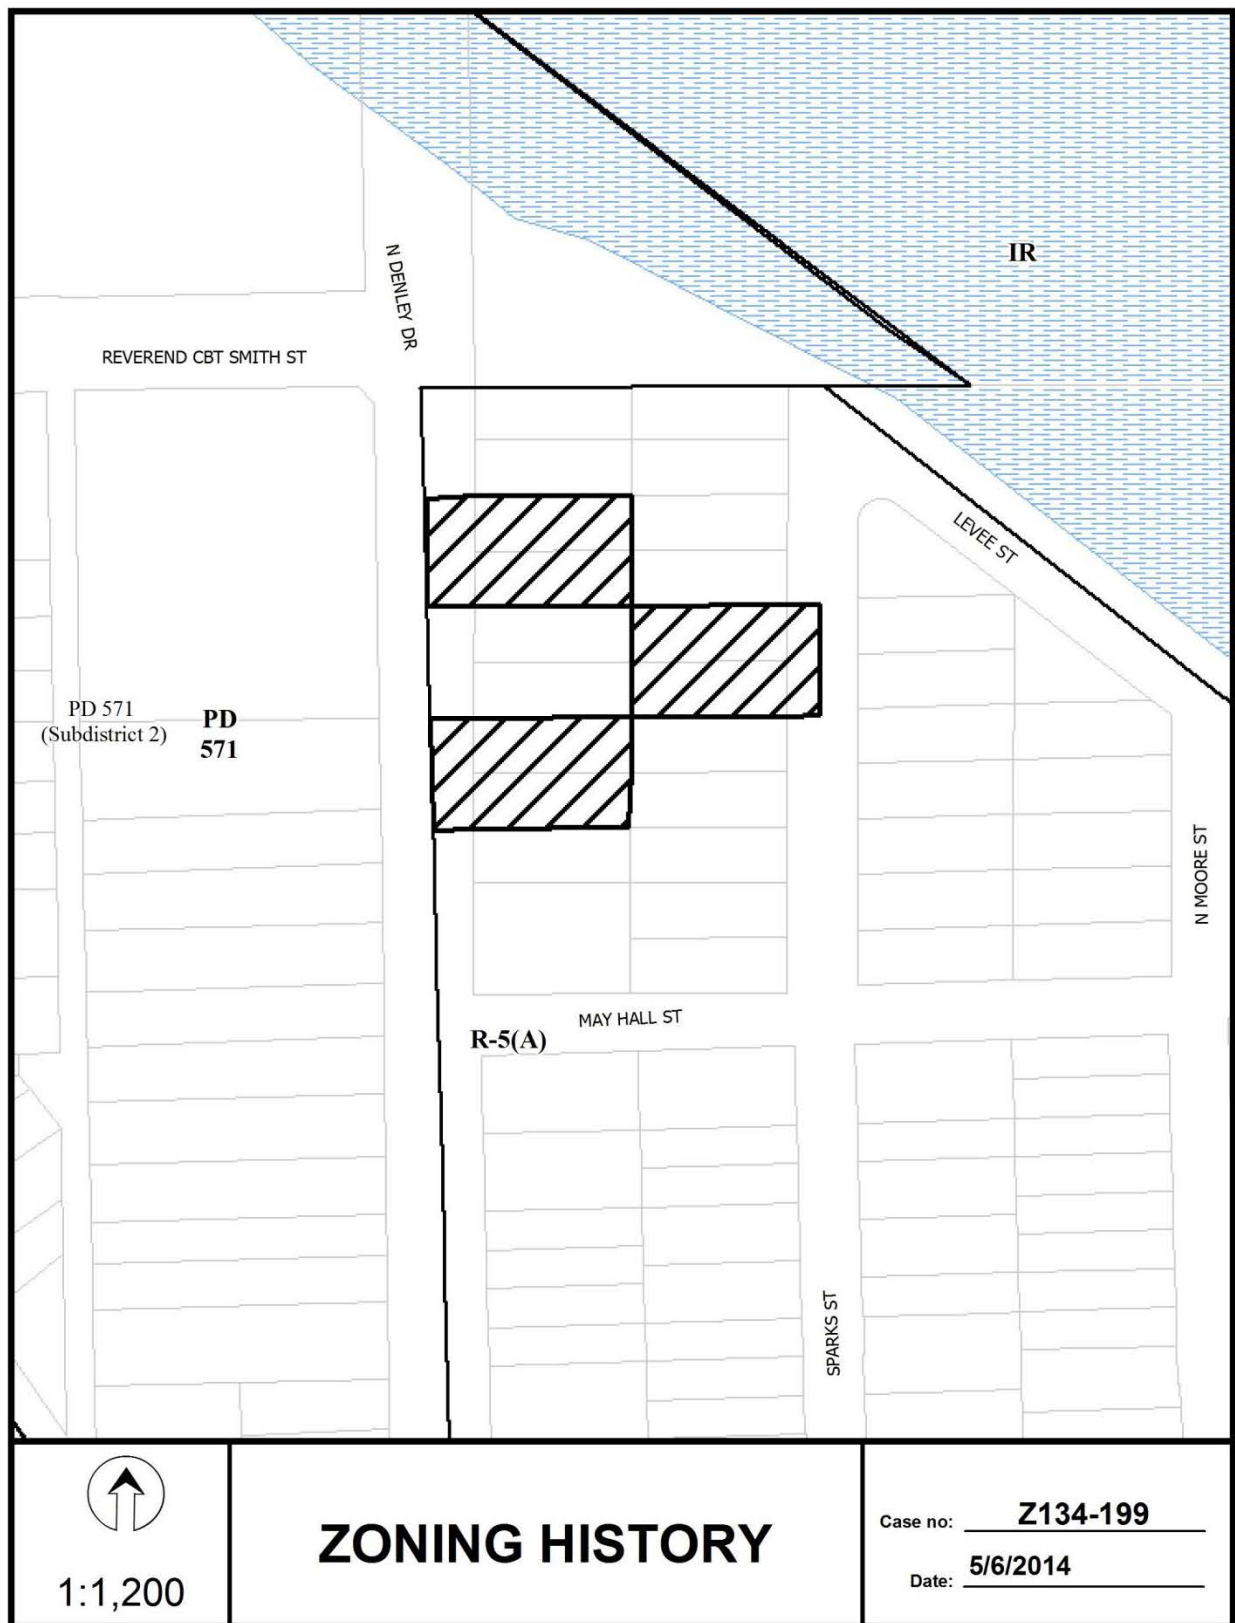 IR
N DENLEY DR
REVEREND CBT SMITH ST
LEVEE ST
PD 571
(Subdistrict 2)
PD
571
N MOORE ST
MAY HALL ST
R-5(A)
SPARKS ST
1:1,200
ZONING HISTORY
Case no: Z134-199
Date: 5/6/2014